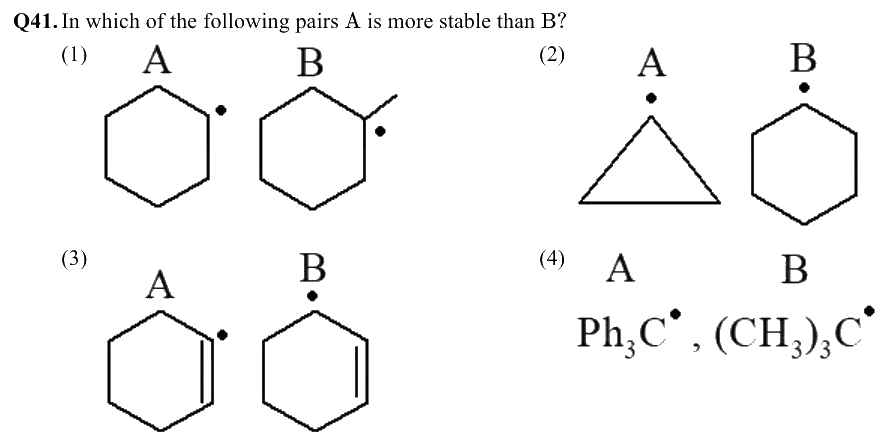 Q41. In which of the following pairs A is more stable than B?
(1) A B
(2) A B
(3) A B
(4) A B
Ph₃C•, (CH₃)₃C•